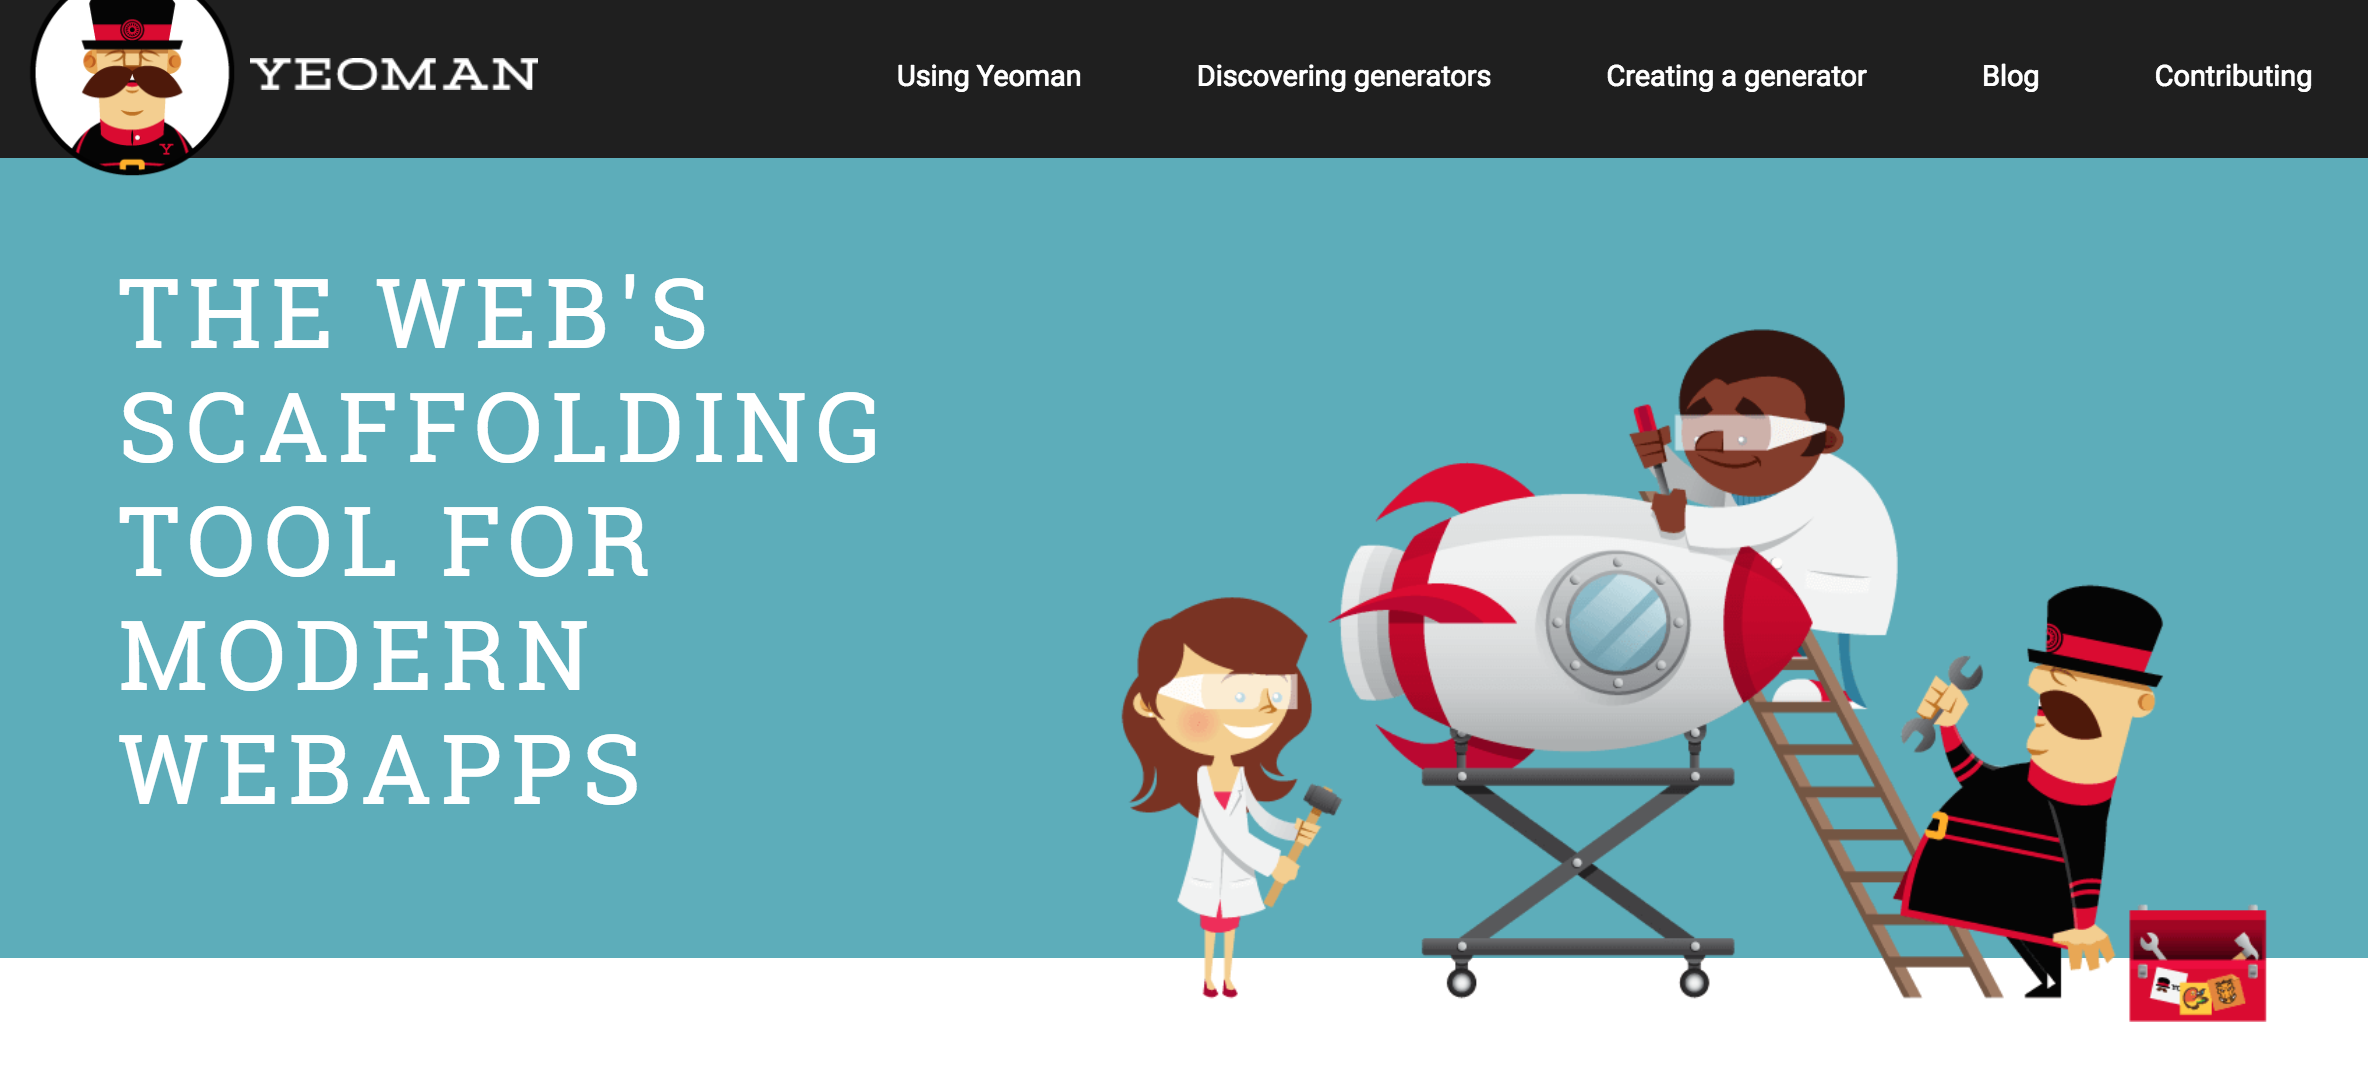 YEOMAN
Using Yeoman Discovering generators Creating a generator Blog Contributing
Y
THE WEB'S
SCAFFOLDING
TOOL FOR
MODERN
WEBAPPS